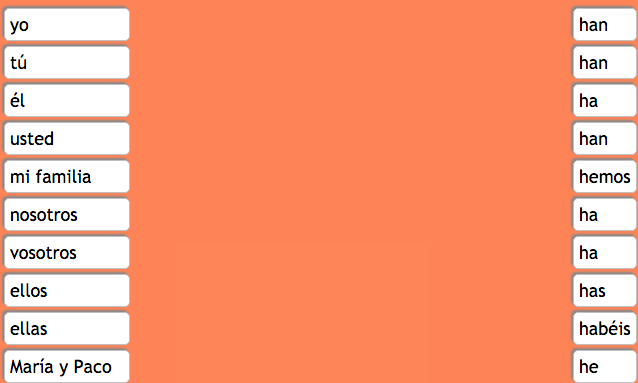 yo han
tú han
él ha
usted han
mi familia hemos
nosotros ha
vosotros ha
ellos has
ellas habéis
María y Paco he